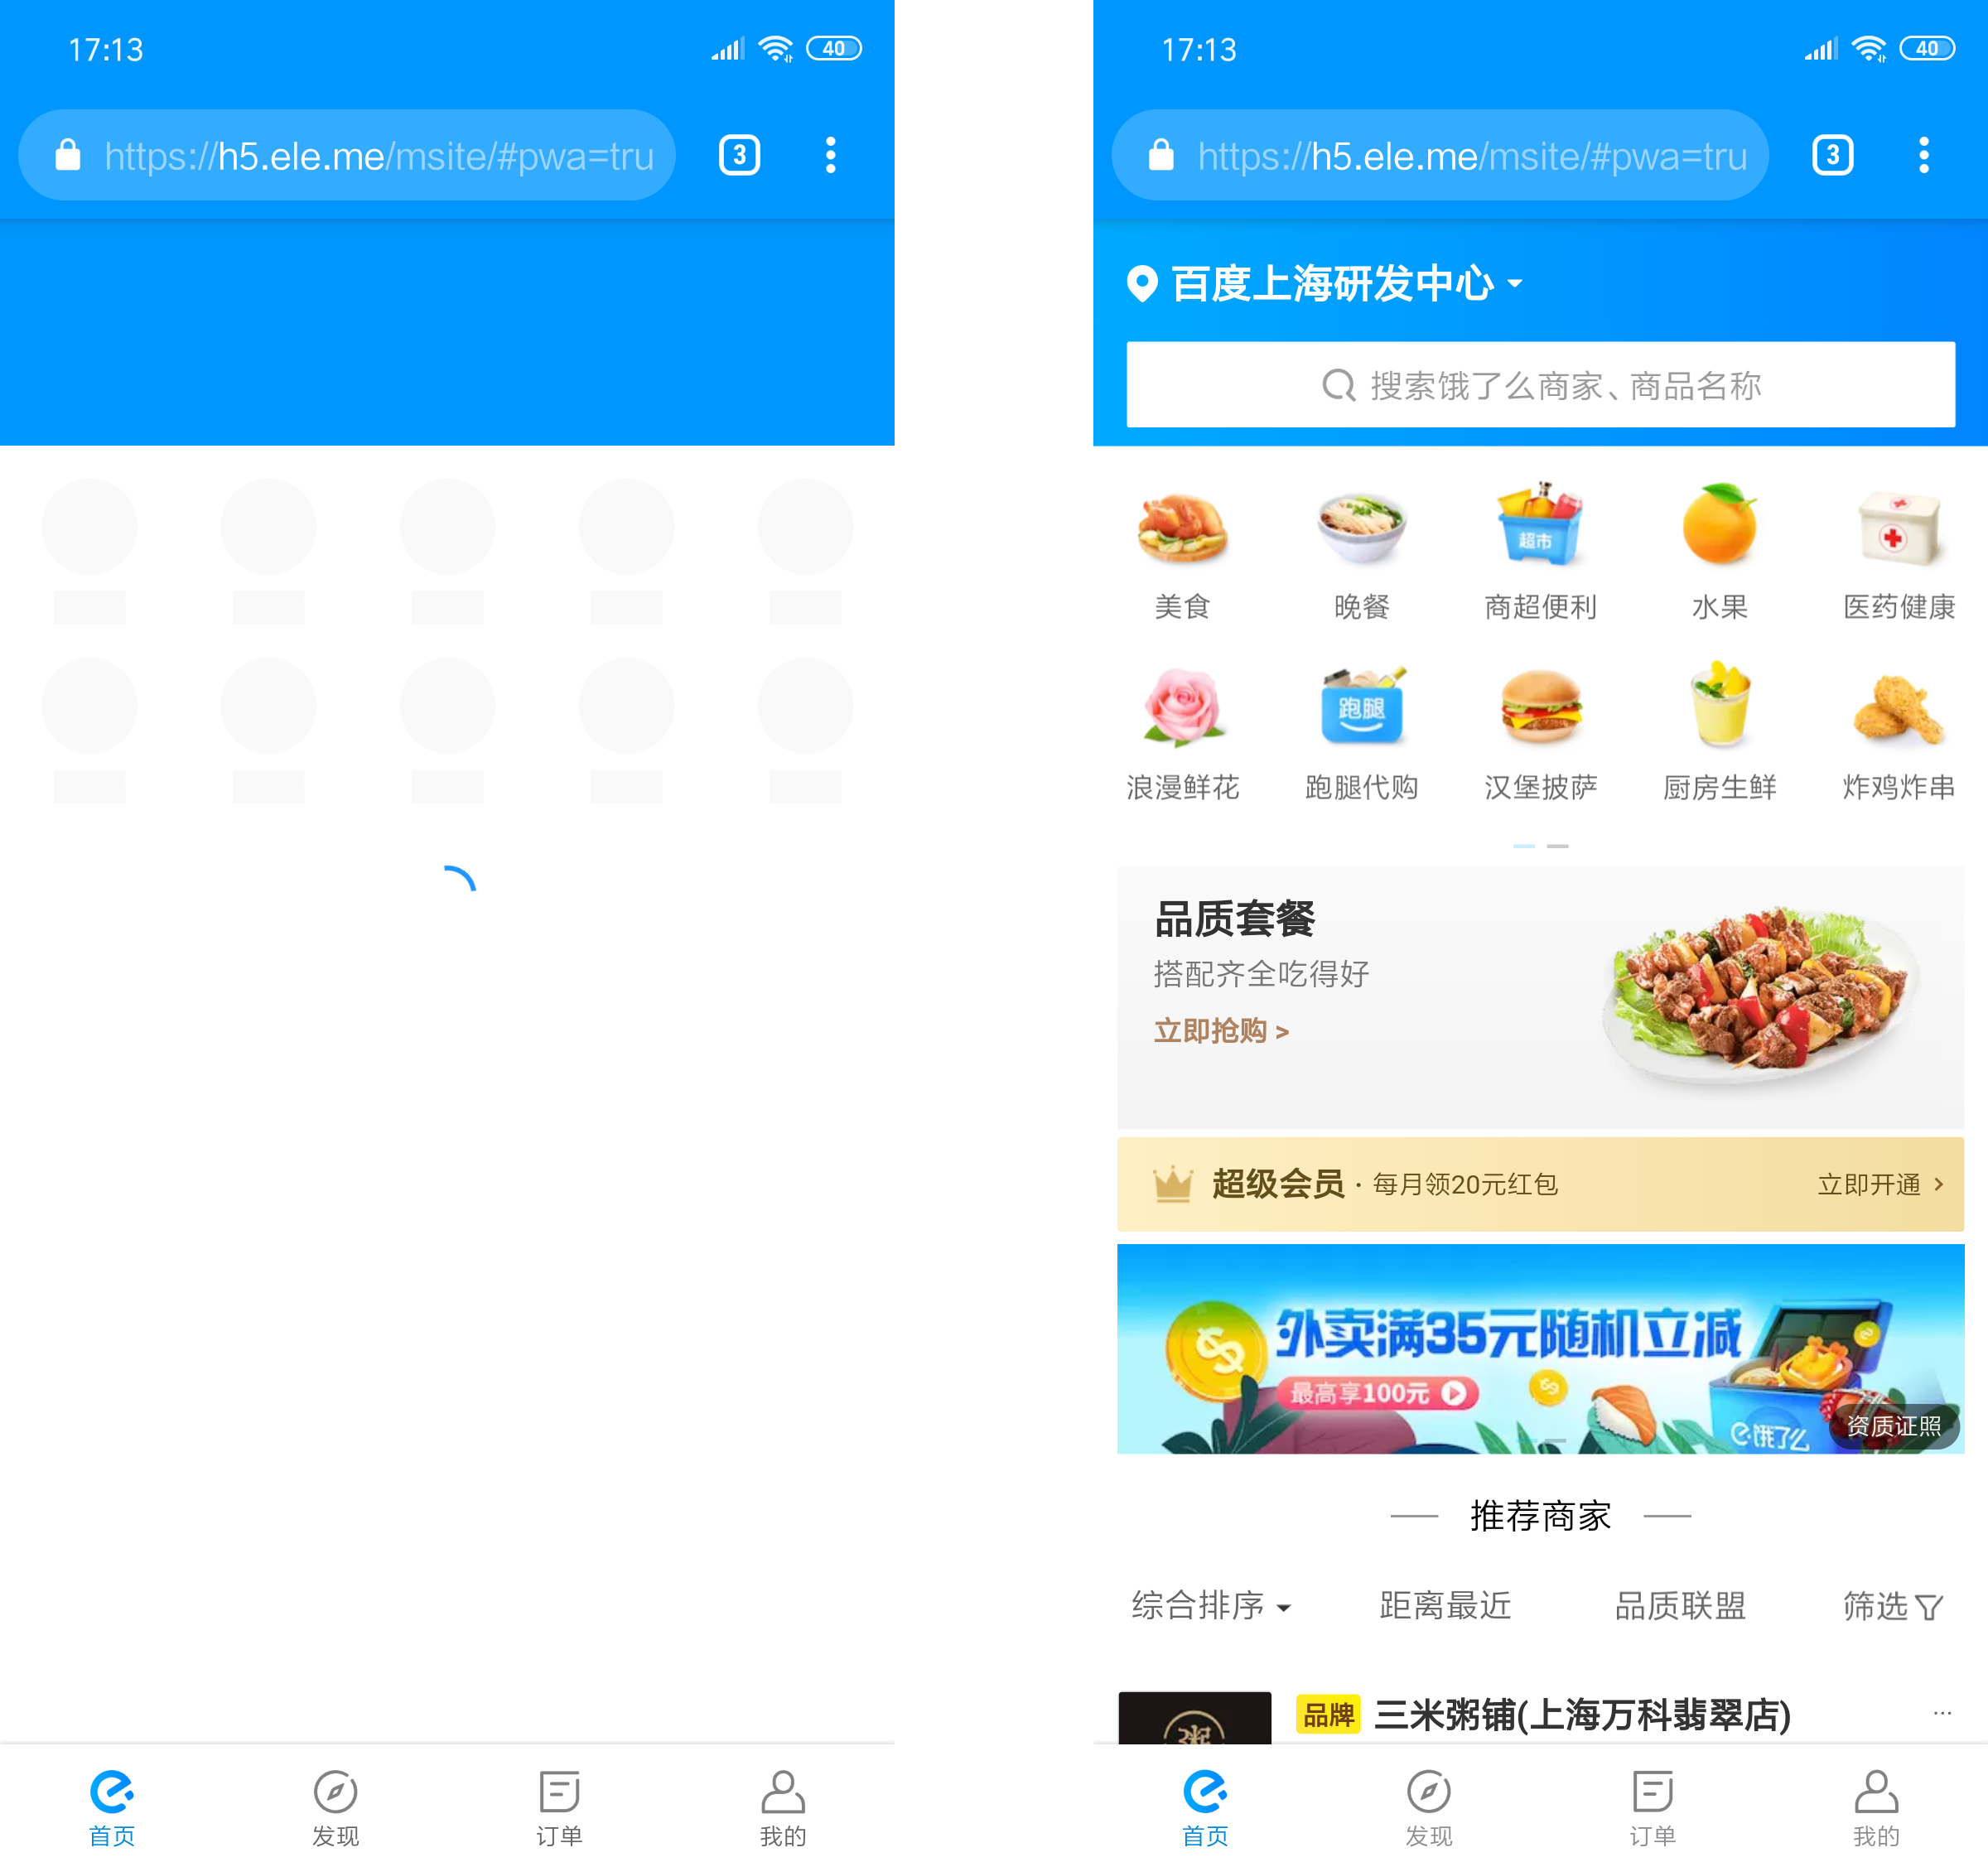 17:13
40
https://h5.ele.me/msite/#pwa=tru
3
首页
发现
订单
我的
17:13
40
https://h5.ele.me/msite/#pwa=tru
3
百度上海研发中心
搜索饿了么商家、商品名称
超市
美食
晚餐
商超便利
水果
医药健康
跑腿
浪漫鲜花
跑腿代购
汉堡披萨
厨房生鲜
炸鸡炸串
品质套餐
搭配齐全吃得好
立即抢购 >
超级会员 · 每月领20元红包
立即开通 >
外卖满35元随机立减
最高享100元
饿了么
资质证照
推荐商家
综合排序
距离最近
品质联盟
筛选
粥
品牌 三米粥铺(上海万科翡翠店) ...
首页
发现
订单
我的